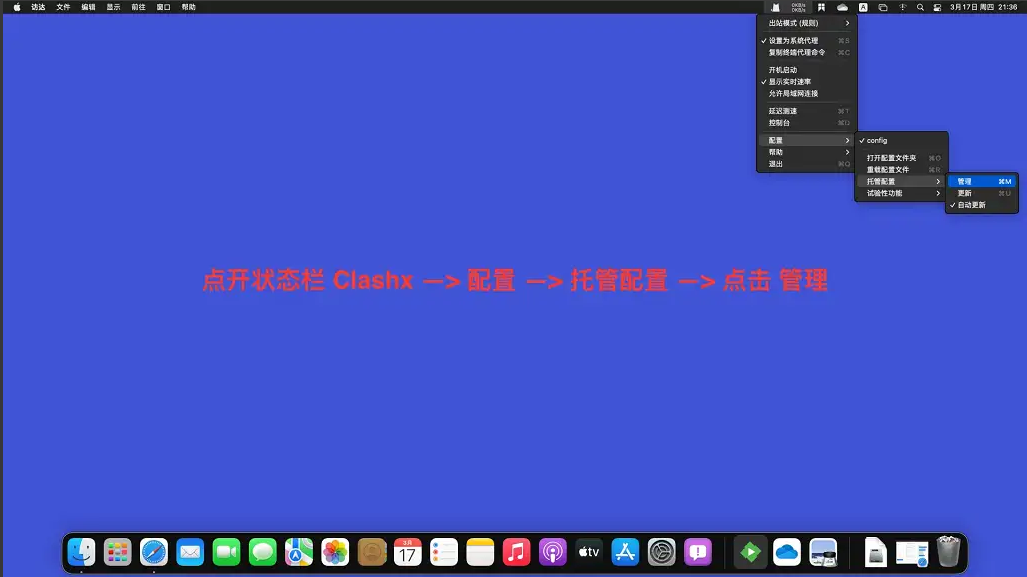 访达 文件 编辑 显示 前往 窗口 帮助
0KB/s
0KB/s
A
3月17日 周四 21:36
出站模式 (规则)
设置为系统代理 ⌘S
复制终端代理命令 ⌘C
开机启动
显示实时速率
允许局域网连接
延迟测速 ⌘T
控制台 ⌘D
配置
帮助
退出 ⌘Q
config
打开配置文件夹 ⌘O
重载配置文件 ⌘R
托管配置
试验性功能
管理 ⌘M
更新 ⌘U
自动更新
点开状态栏 Clashx —> 配置 —> 托管配置 —> 点击 管理
3月
17
tv